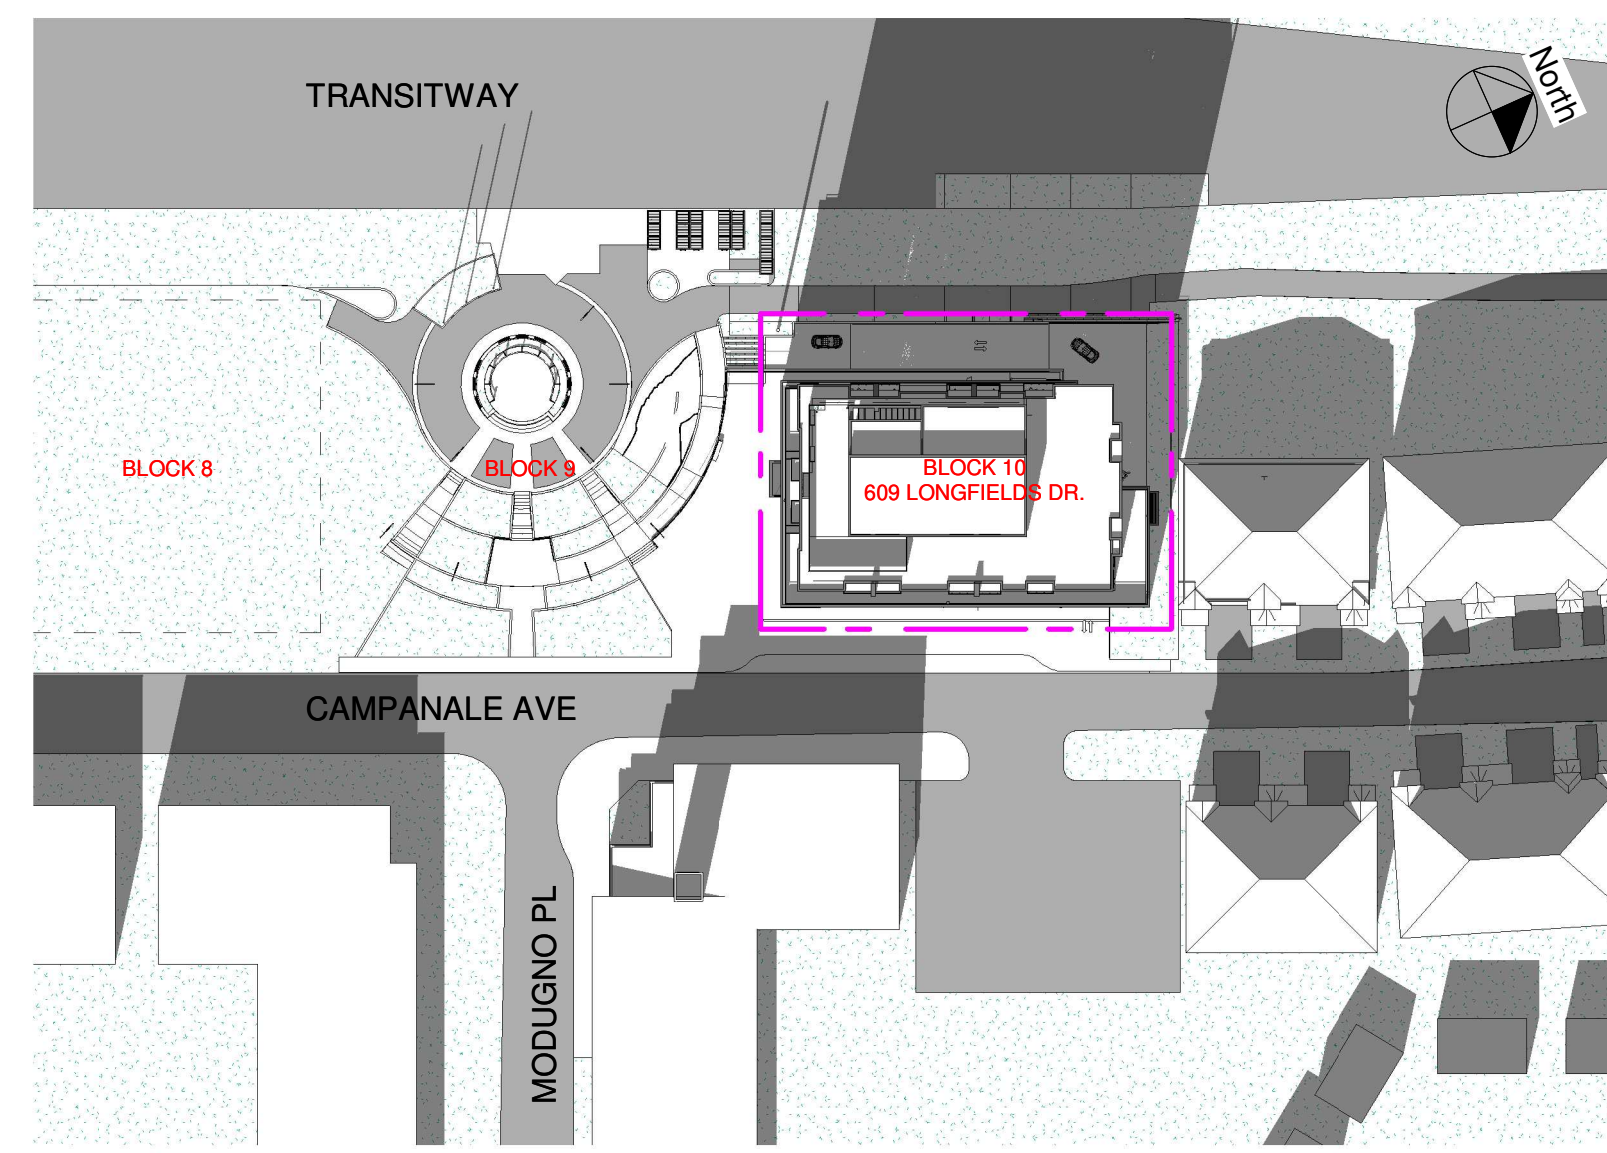 TRANSITWAY
North
BLOCK 8
BLOCK 9
BLOCK 10
609 LONGFIELDS DR.
CAMPANALE AVE
MODUGNO PL